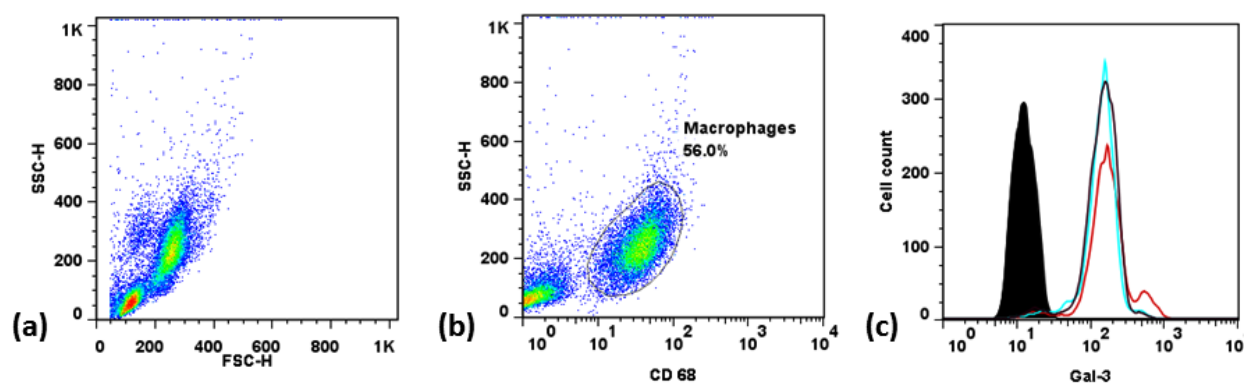 1K
800
600
400
200
0
SSC-H
0 200 400 600 800 1K
FSC-H
(a)
1K
800
600
400
200
0
SSC-H
Macrophages
56.0%
10^0 10^1 10^2 10^3 10^4
CD 68
(b)
400
300
200
100
0
Cell count
10^0 10^1 10^2 10^3 10^4
Gal-3
(c)